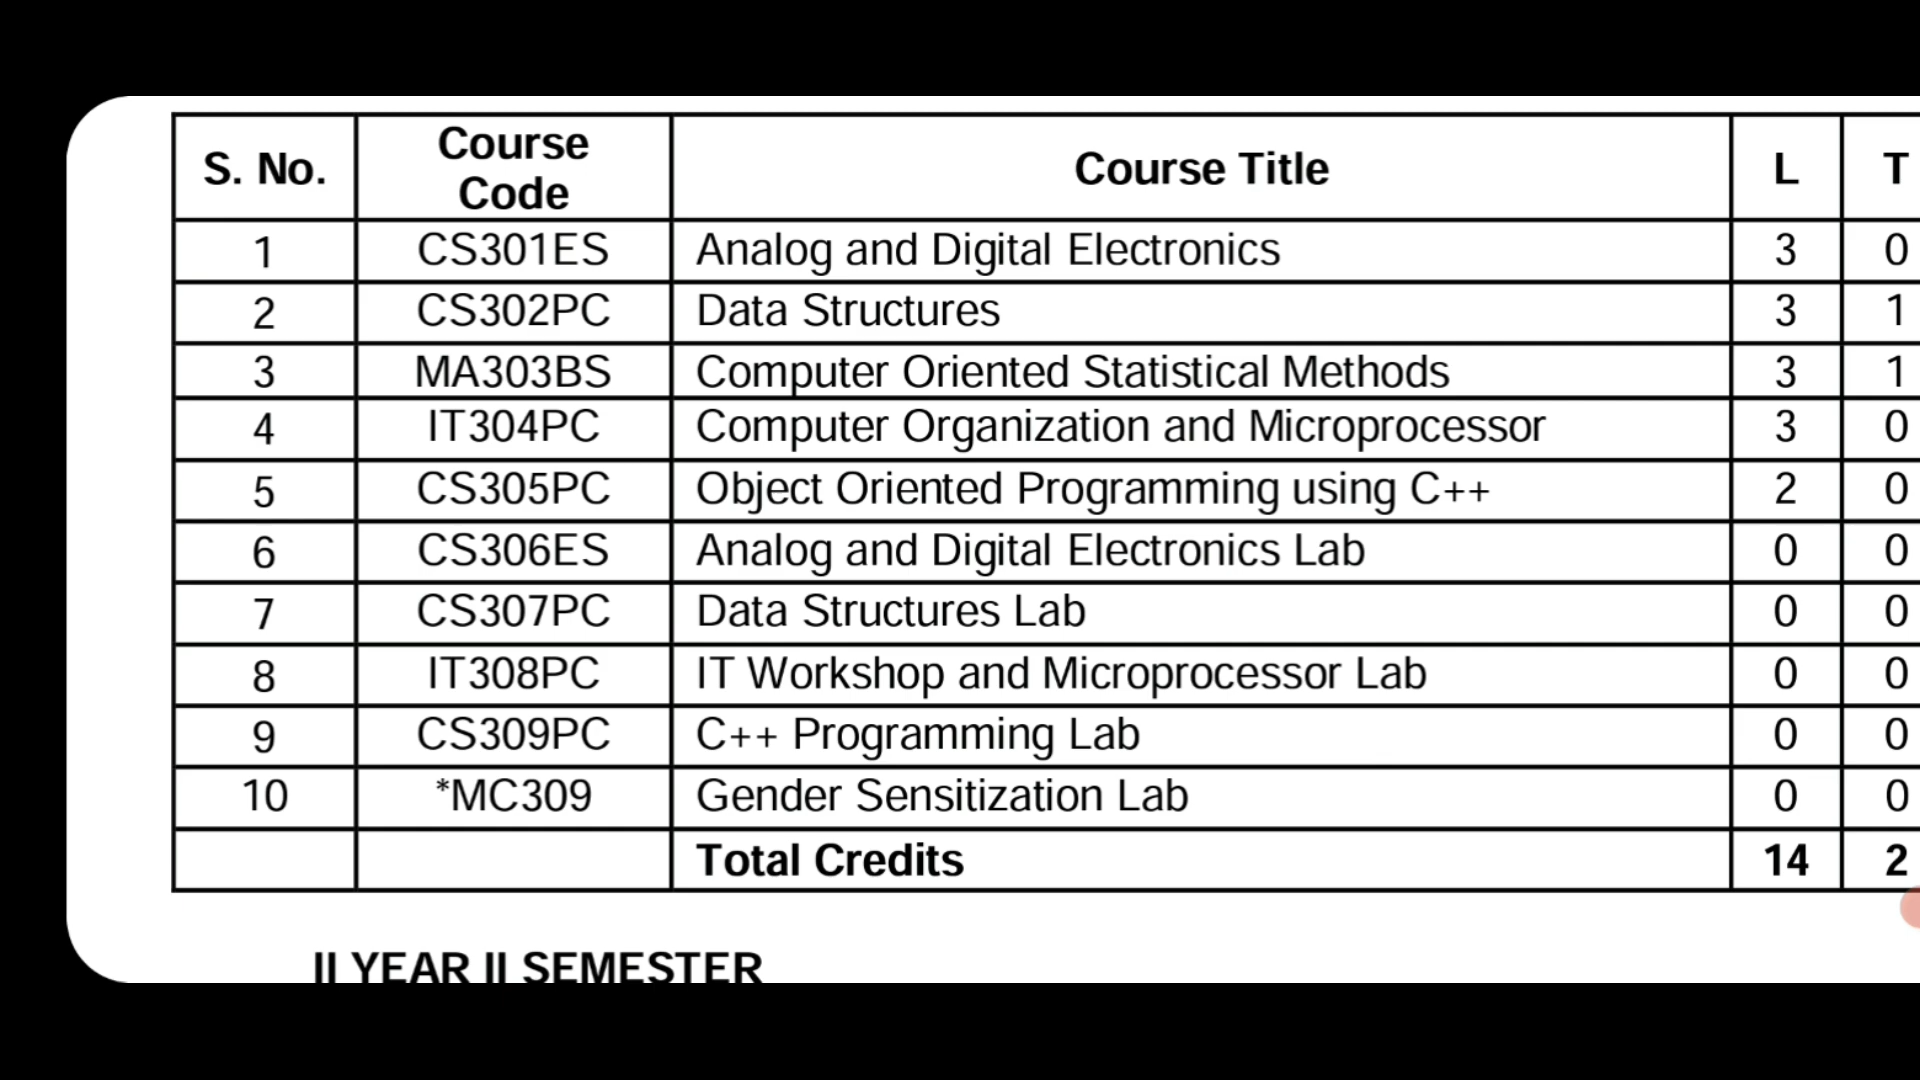 S. No. Course Code Course Title L T
1 CS301ES Analog and Digital Electronics 3 0
2 CS302PC Data Structures 3 1
3 MA303BS Computer Oriented Statistical Methods 3 1
4 IT304PC Computer Organization and Microprocessor 3 0
5 CS305PC Object Oriented Programming using C++ 2 0
6 CS306ES Analog and Digital Electronics Lab 0 0
7 CS307PC Data Structures Lab 0 0
8 IT308PC IT Workshop and Microprocessor Lab 0 0
9 CS309PC C++ Programming Lab 0 0
10 *MC309 Gender Sensitization Lab 0 0
Total Credits 14 2
II YEAR II SEMESTER